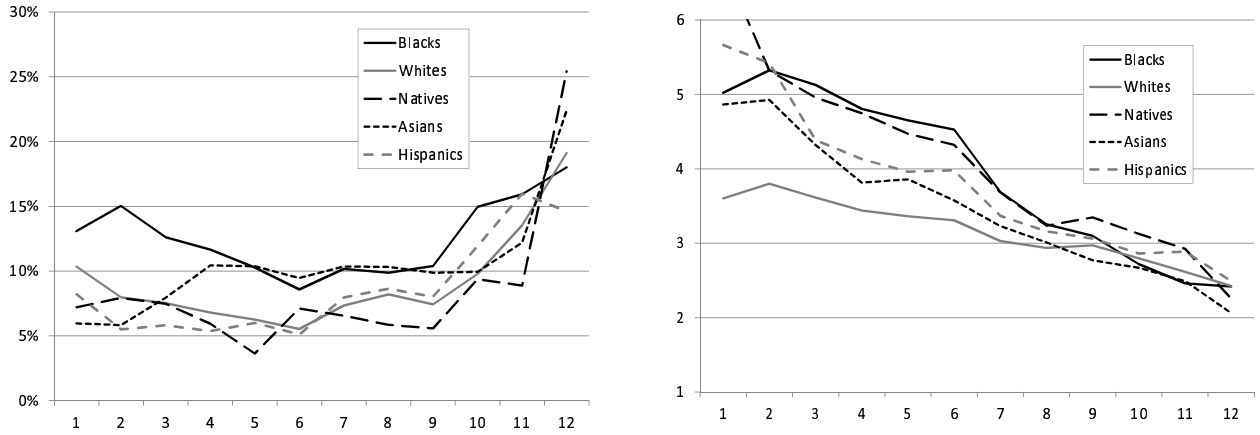 30%
25%
20%
15%
10%
5%
0%
1 2 3 4 5 6 7 8 9 10 11 12
Blacks
Whites
Natives
Asians
Hispanics
6
5
4
3
2
1
1 2 3 4 5 6 7 8 9 10 11 12
Blacks
Whites
Natives
Asians
Hispanics